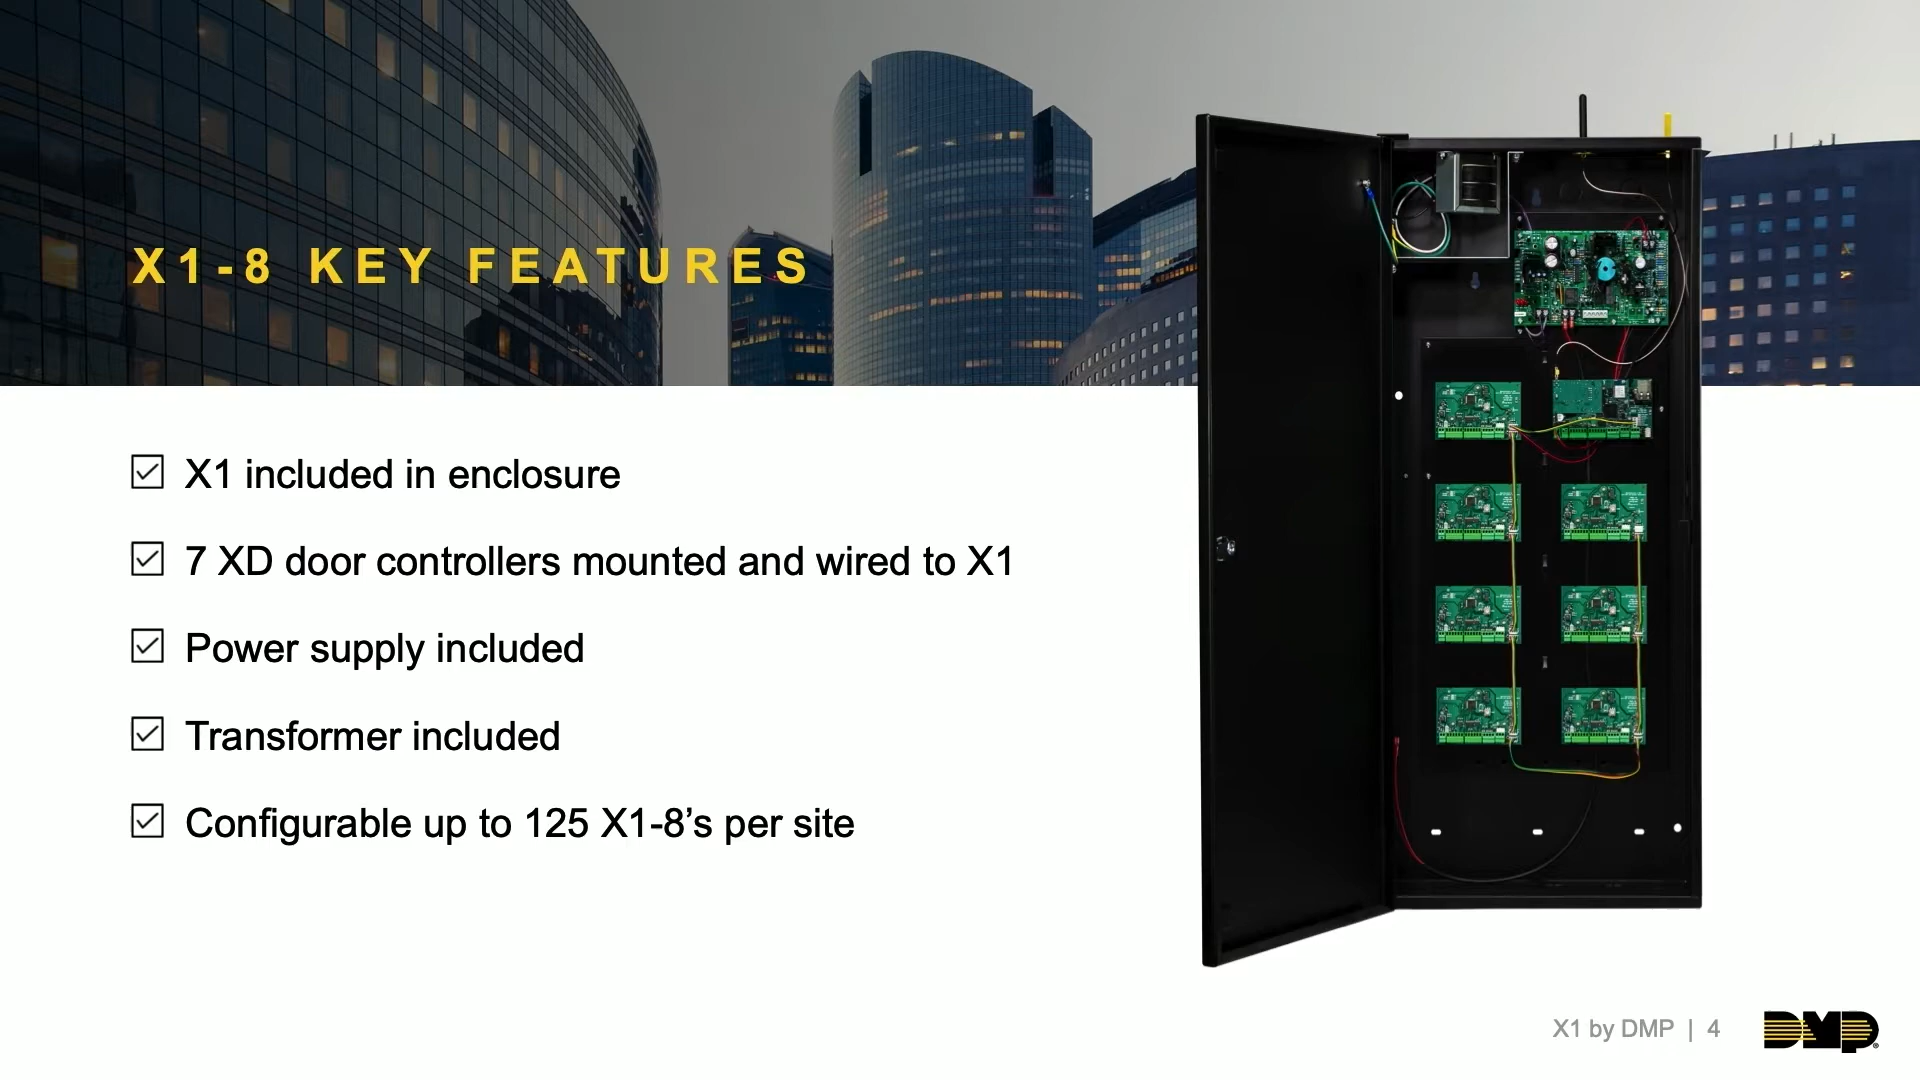 X1-8 KEY FEATURES
X1 included in enclosure
7 XD door controllers mounted and wired to X1
Power supply included
Transformer included
Configurable up to 125 X1-8’s per site
X1 by DMP | 4
DMP®